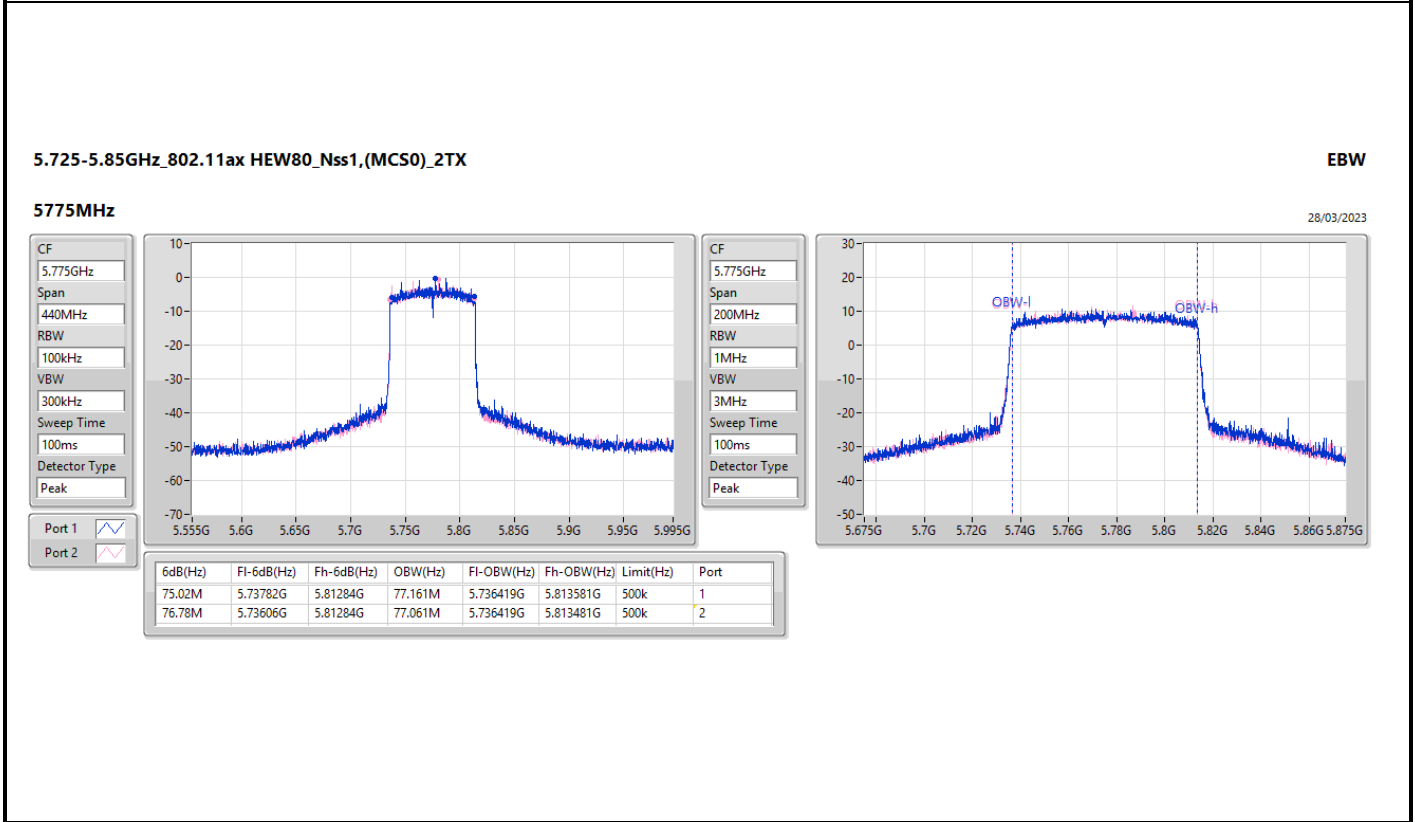 5.725-5.85GHz_802.11ax HEW80_Nss1,(MCS0)_2TX
EBW
5775MHz
28/03/2023
CF
5.775GHz
Span
440MHz
RBW
100kHz
VBW
300kHz
Sweep Time
100ms
Detector Type
Peak
Port 1
Port 2
10
0
-10
-20
-30
-40
-50
-60
-70
5.555G 5.6G 5.65G 5.7G 5.75G 5.8G 5.85G 5.9G 5.95G 5.995G
CF
5.775GHz
Span
200MHz
RBW
1MHz
VBW
3MHz
Sweep Time
100ms
Detector Type
Peak
30
20
10
0
-10
-20
-30
-40
-50
OBW-l
OBW-h
5.675G 5.7G 5.72G 5.74G 5.76G 5.78G 5.8G 5.82G 5.84G 5.86G 5.875G
6dB(Hz) Fl-6dB(Hz) Fh-6dB(Hz) OBW(Hz) Fl-OBW(Hz) Fh-OBW(Hz) Limit(Hz) Port
75.02M 5.73782G 5.81284G 77.161M 5.736419G 5.813581G 500k 1
76.78M 5.73606G 5.81284G 77.061M 5.736419G 5.813481G 500k 2